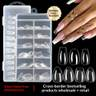 Cross-border bestselling
products wholesale + retail